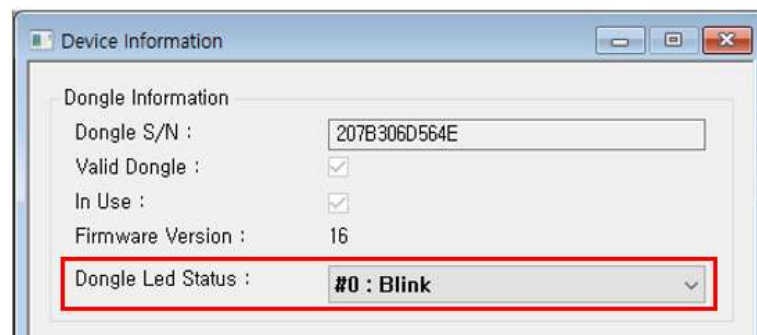 Device Information
Dongle Information
Dongle S/N : 207B306D564E
Valid Dongle :
In Use :
Firmware Version : 16
Dongle Led Status : #0 : Blink